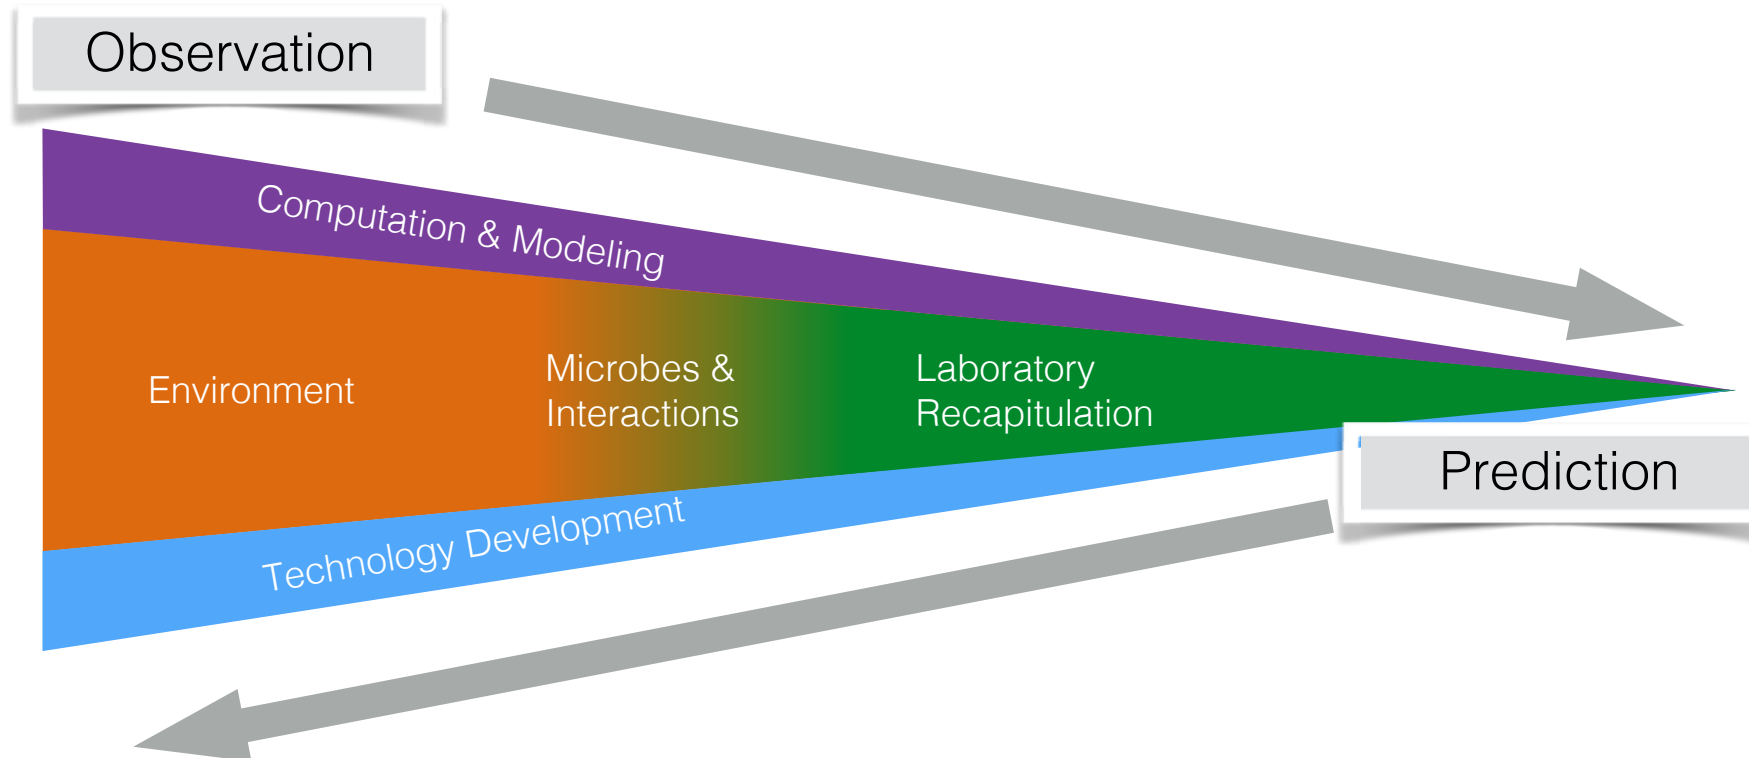 Observation
Computation & Modeling
Environment
Microbes &
Interactions
Laboratory
Recapitulation
Technology Development
Prediction